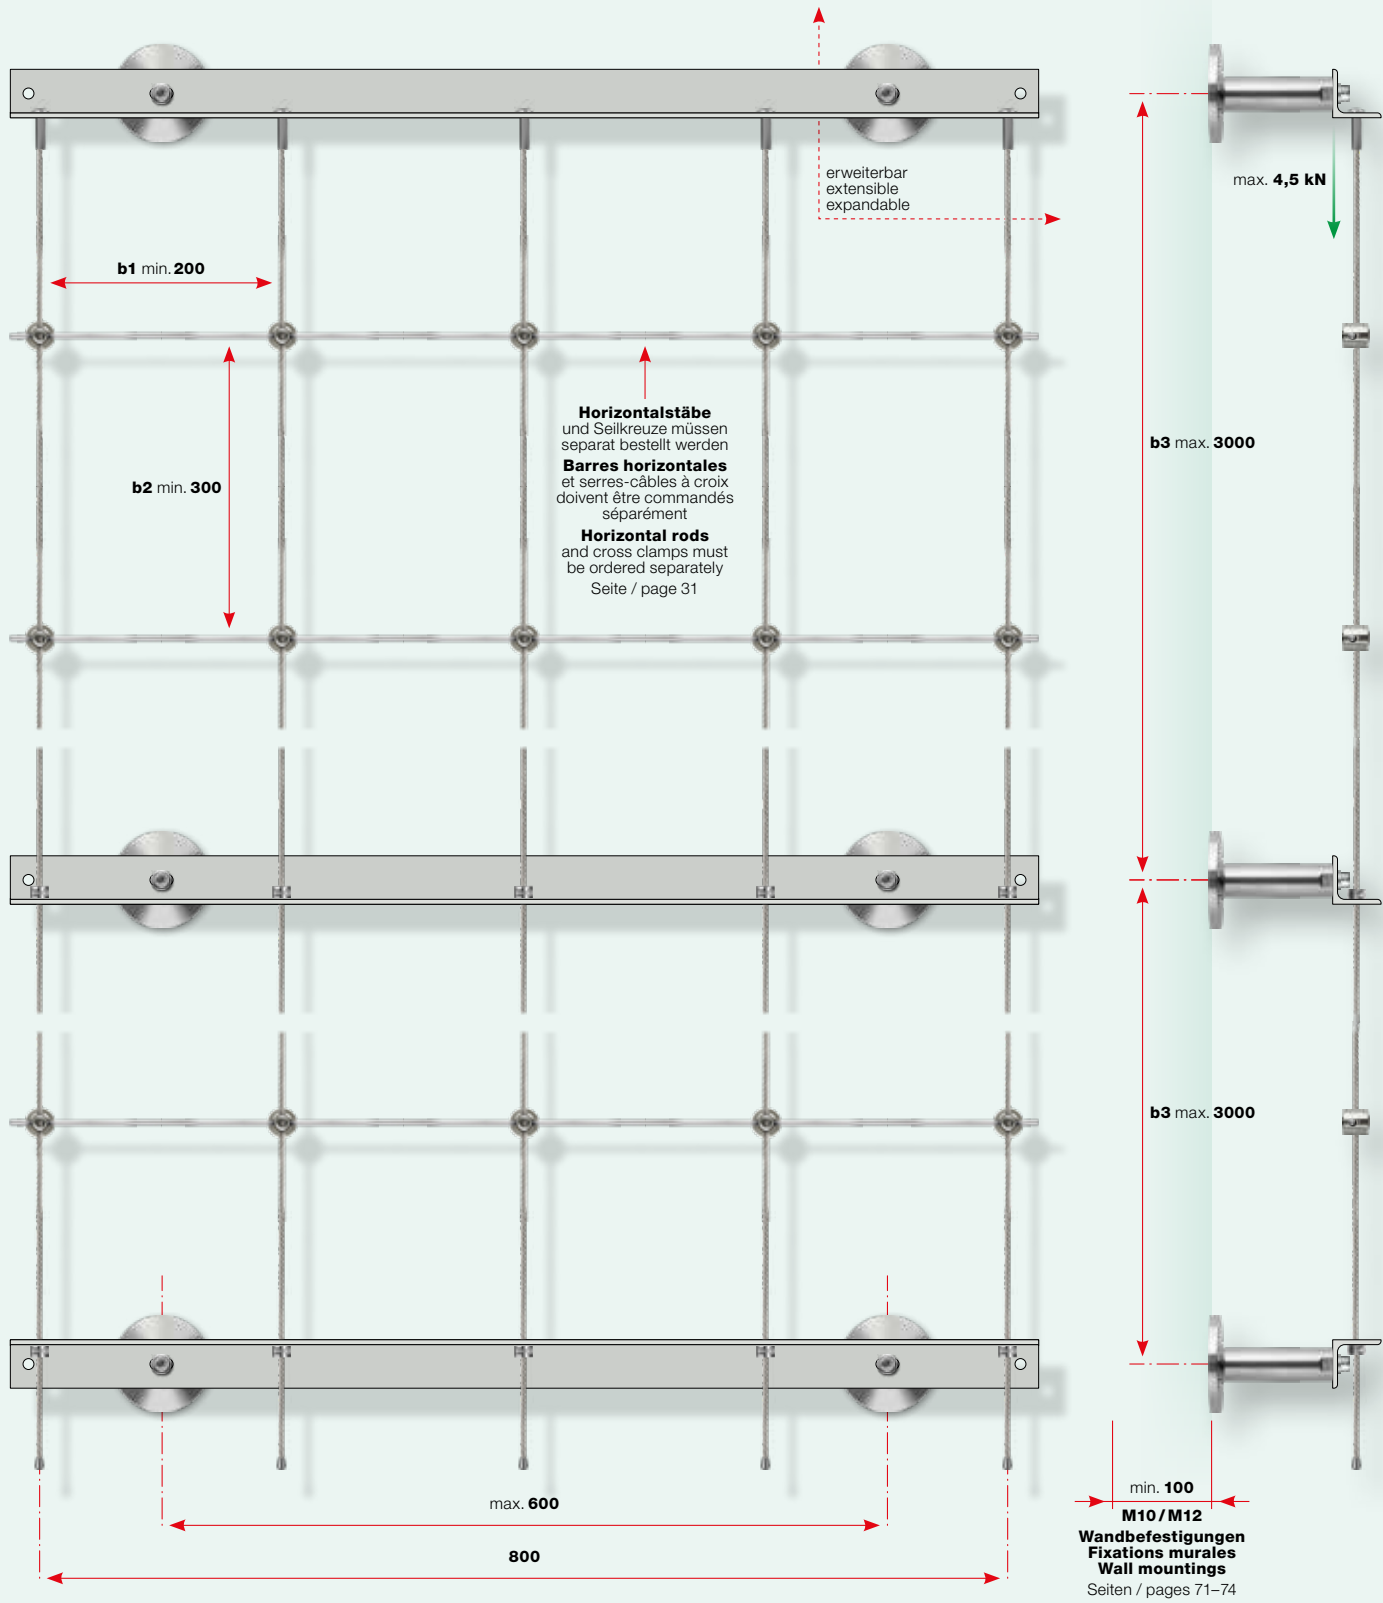 erweiterbar
extensible
expandable
max. 4,5 kN
b1 min. 200
Horizontalstäbe
und Seilkreuze müssen
separat bestellt werden
Barres horizontales
et serres-câbles à croix
doivent être commandés
séparément
Horizontal rods
and cross clamps must
be ordered separately
Seite / page 31
b2 min. 300
b3 max. 3000
b3 max. 3000
max. 600
800
min. 100
M10 / M12
Wandbefestigungen
Fixations murales
Wall mountings
Seiten / pages 71–74